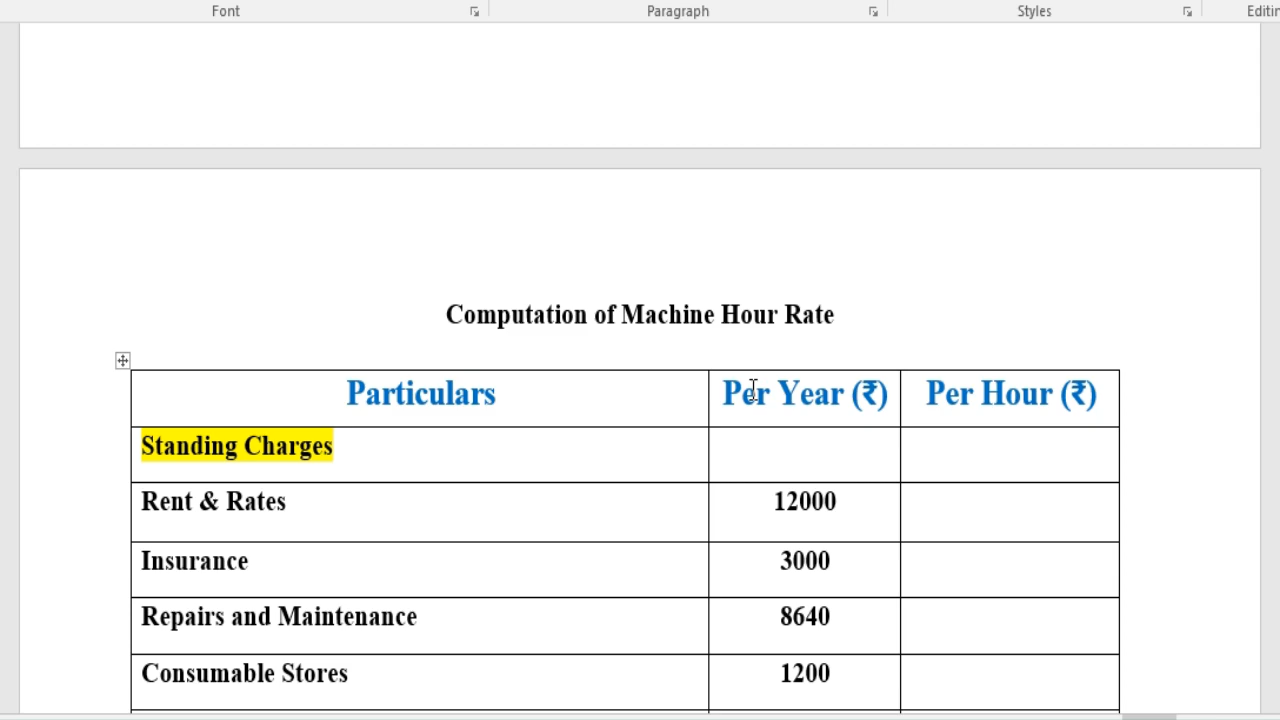 Font Paragraph Styles
Computation of Machine Hour Rate
Particulars Per Year (₹) Per Hour (₹)
Standing Charges
Rent & Rates 12000
Insurance 3000
Repairs and Maintenance 8640
Consumable Stores 1200